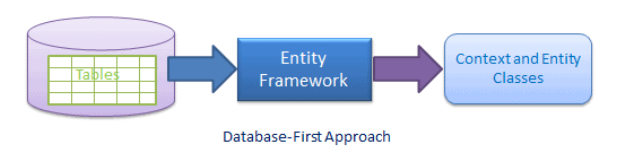 Tables
Entity
Framework
Context and Entity
Classes
Database-First Approach